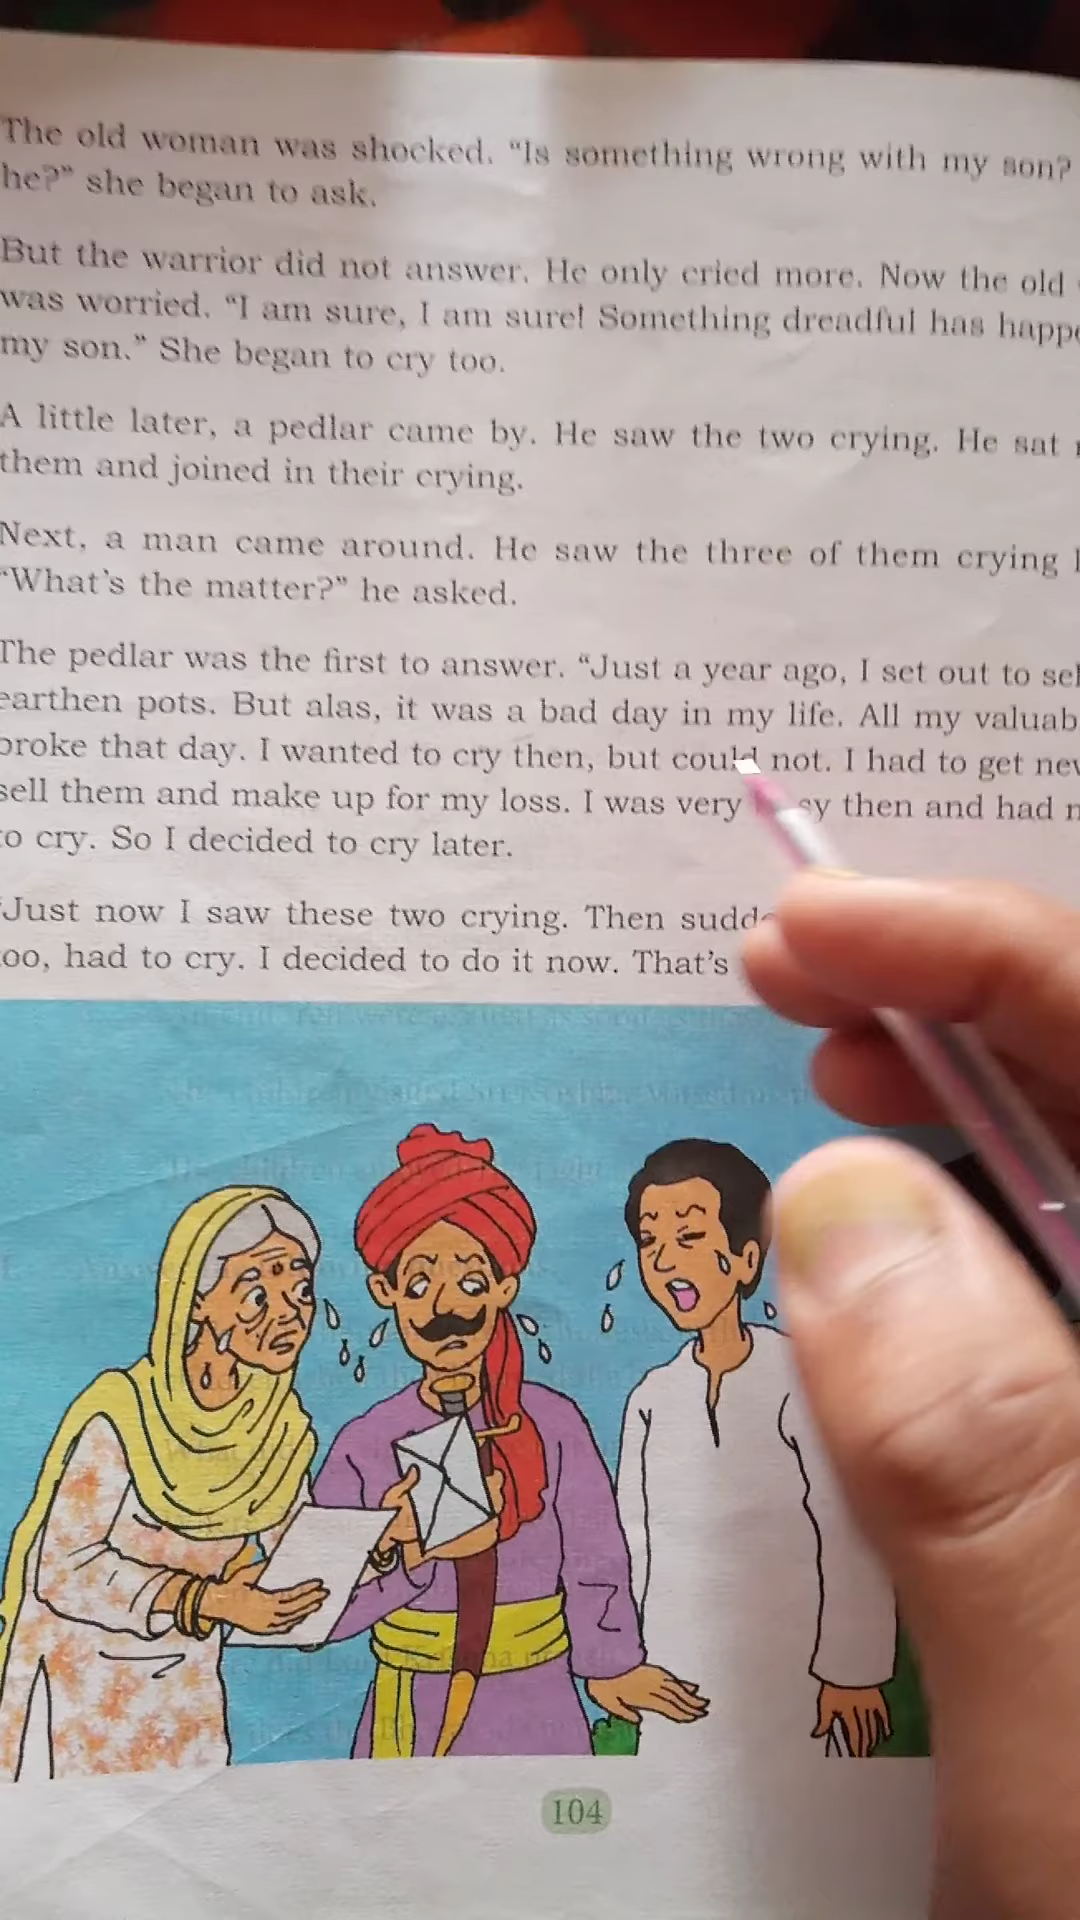 The old woman was shocked. “Is something wrong with my son?
he?” she began to ask.
But the warrior did not answer. He only cried more. Now the old
was worried. “I am sure, I am sure! Something dreadful has happe
my son.” She began to cry too.
A little later, a pedlar came by. He saw the two crying. He sat
them and joined in their crying.
Next, a man came around. He saw the three of them crying
“What’s the matter?” he asked.
The pedlar was the first to answer. “Just a year ago, I set out to sel
earthen pots. But alas, it was a bad day in my life. All my valuab
broke that day. I wanted to cry then, but could not. I had to get new
sell them and make up for my loss. I was very then and had
to cry. So I decided to cry later.
“Just now I saw these two crying. Then sudde
too, had to cry. I decided to do it now. That’s
104